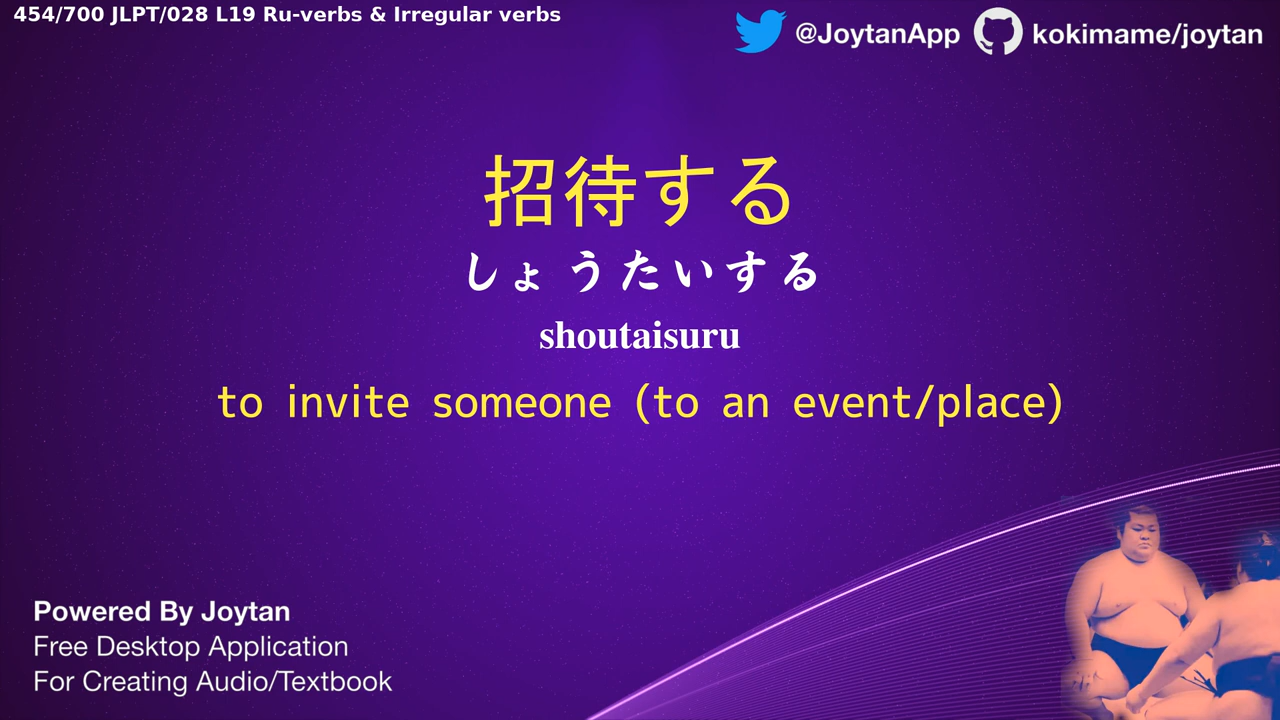 454/700 JLPT/028 L19 Ru-verbs & Irregular verbs
@JoytanApp
kokimame/joytan
招待する
しょうたいする
shoutaisuru
to invite someone (to an event/place)
Powered By Joytan
Free Desktop Application
For Creating Audio/Textbook